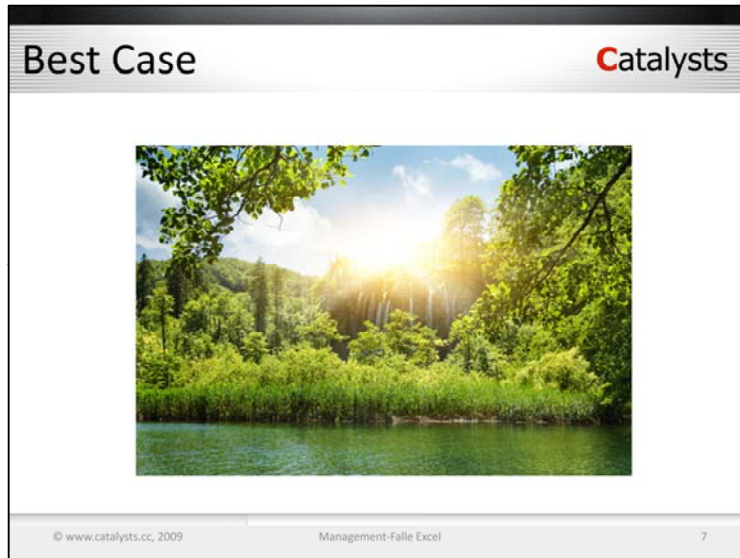 Best Case
Catalysts
© www.catalysts.cc, 2009
Management-Falle Excel
7